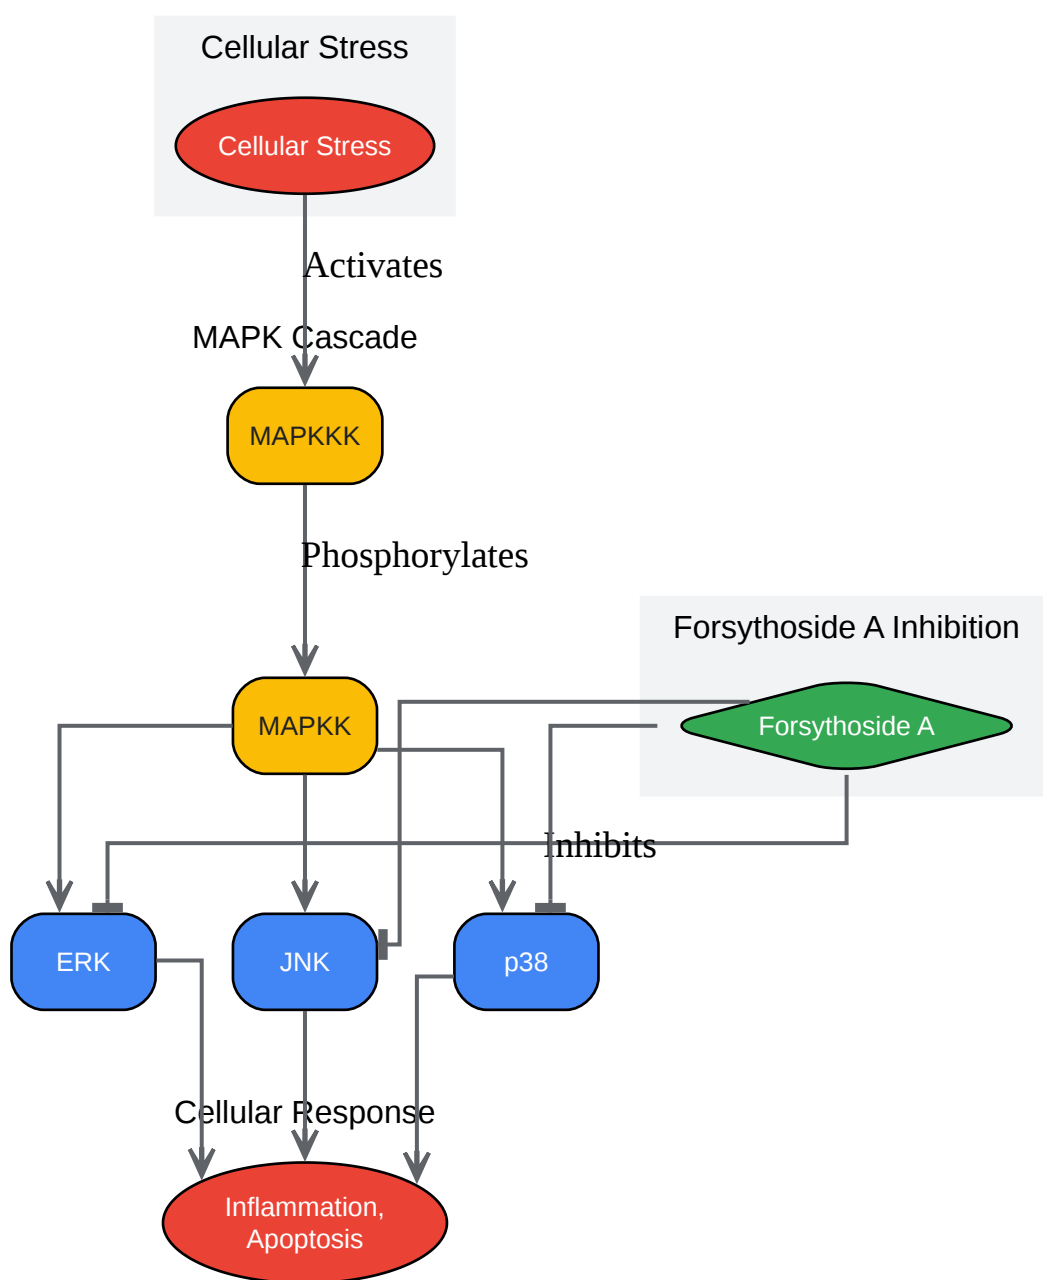 Cellular Stress
Cellular Stress
Activates
MAPK Cascade
MAPKKK
Phosphorylates
Forsythoside A Inhibition
MAPKK
Forsythoside A
Inhibits
ERK
JNK
p38
Cellular Response
Inflammation,
Apoptosis